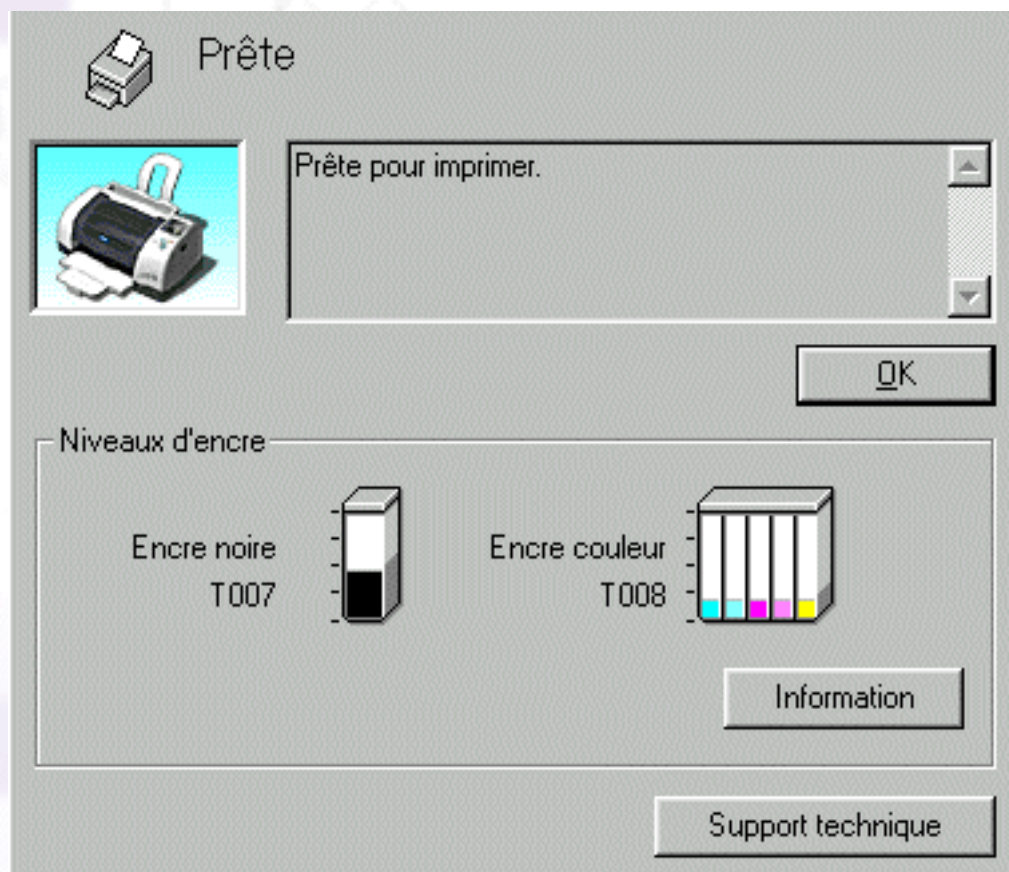 Prête
Prête pour imprimer.
OK
Niveaux d'encre
Encre noire
T007
Encre couleur
T008
Information
Support technique